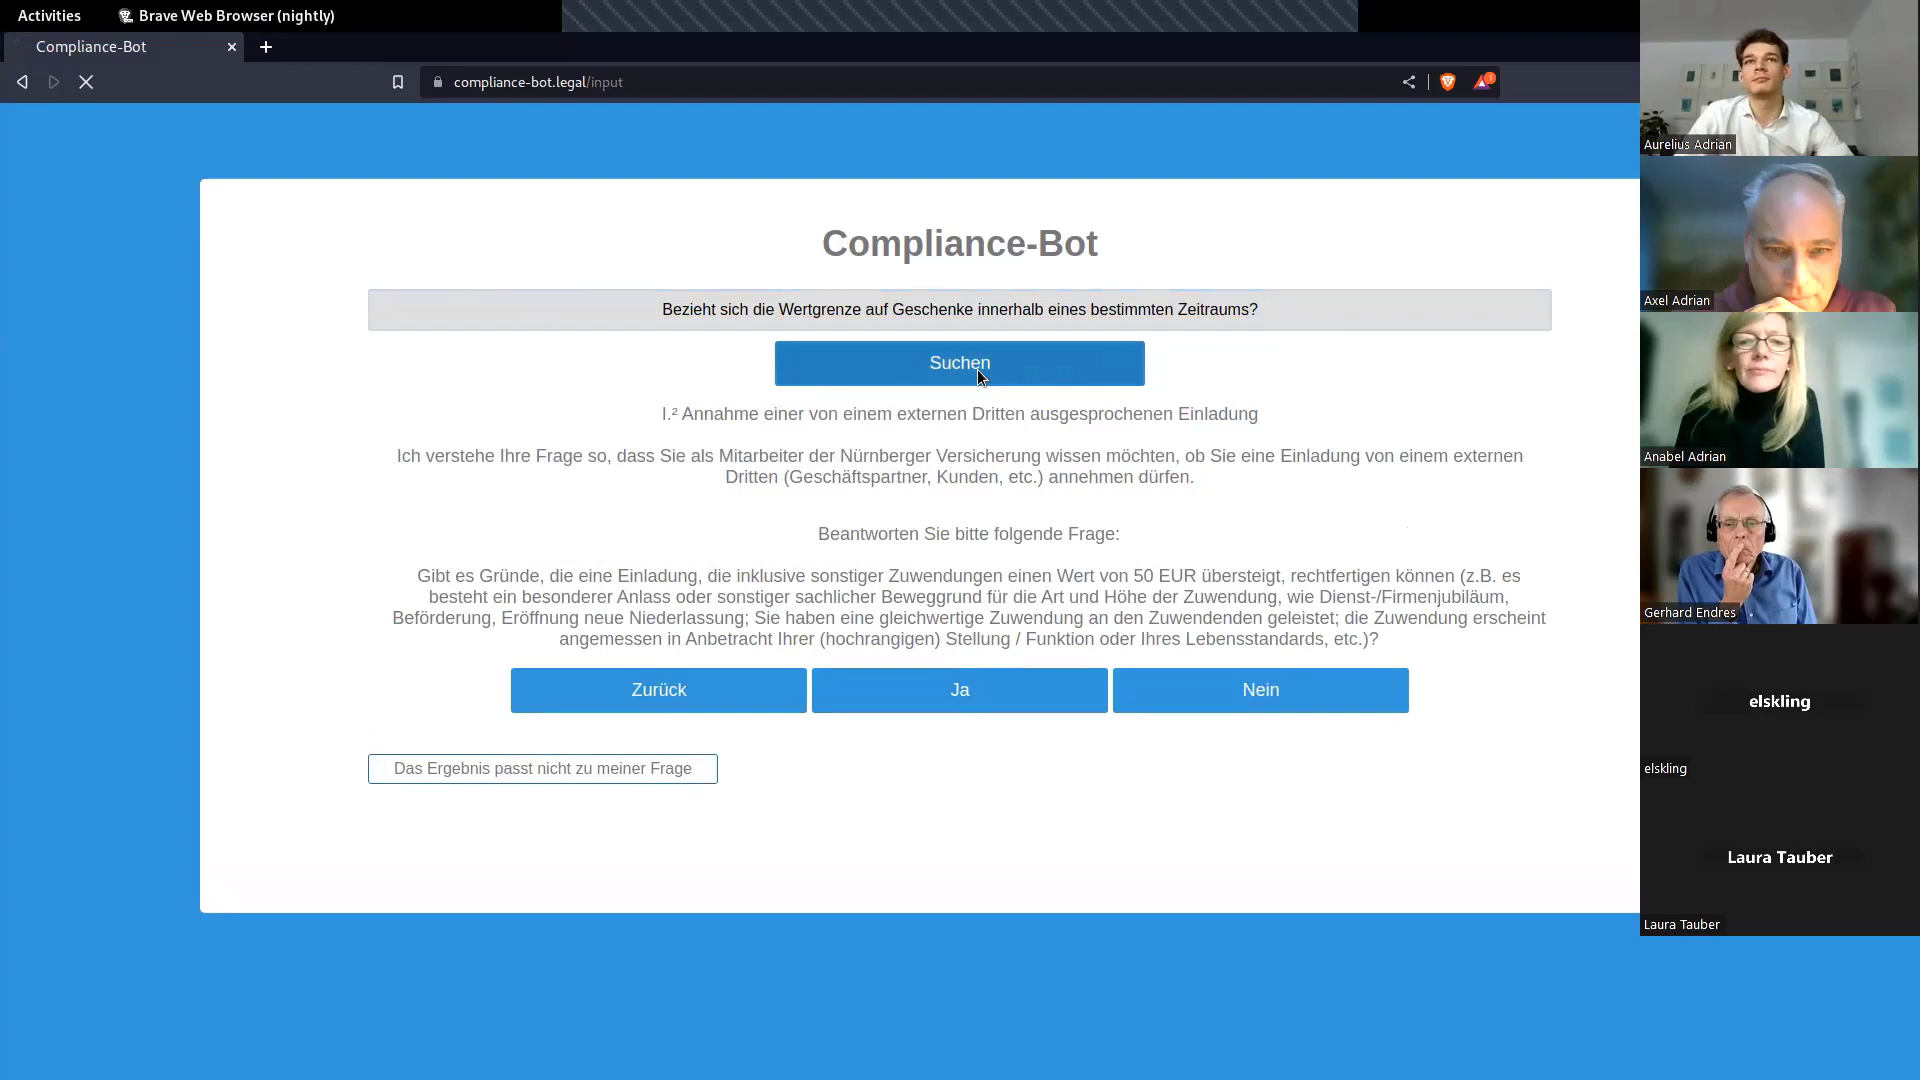 Activities
Brave Web Browser (nightly)
Compliance-Bot
compliance-bot.legal/input
1
Compliance-Bot
Bezieht sich die Wertgrenze auf Geschenke innerhalb eines bestimmten Zeitraums?
Suchen
I.² Annahme einer von einem externen Dritten ausgesprochenen Einladung
Ich verstehe Ihre Frage so, dass Sie als Mitarbeiter der Nürnberger Versicherung wissen möchten, ob Sie eine Einladung von einem externen
Dritten (Geschäftspartner, Kunden, etc.) annehmen dürfen.
Beantworten Sie bitte folgende Frage:
Gibt es Gründe, die eine Einladung, die inklusive sonstiger Zuwendungen einen Wert von 50 EUR übersteigt, rechtfertigen können (z.B. es
besteht ein besonderer Anlass oder sonstiger sachlicher Beweggrund für die Art und Höhe der Zuwendung, wie Dienst-/Firmenjubiläum,
Beförderung, Eröffnung neue Niederlassung; Sie haben eine gleichwertige Zuwendung an den Zuwendenden geleistet; die Zuwendung erscheint
angemessen in Anbetracht Ihrer (hochrangigen) Stellung / Funktion oder Ihres Lebensstandards, etc.)?
Zurück
Ja
Nein
Das Ergebnis passt nicht zu meiner Frage
Aurelius Adrian
Axel Adrian
Anabel Adrian
Gerhard Endres
elskling
elskling
Laura Tauber
Laura Tauber